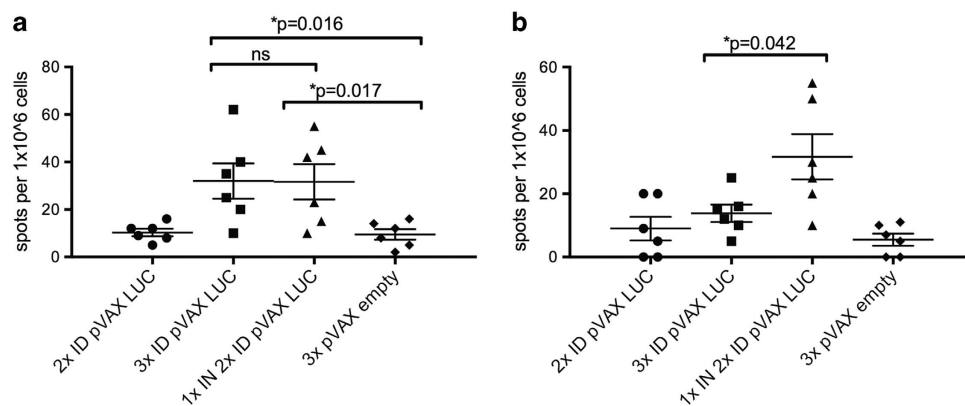 a
*p=0.016
ns
*p=0.017
spots per 1x10^6 cells
80
60
40
20
0
2x ID pVAX LUC
3x ID pVAX LUC
1x IN 2x ID pVAX LUC
3x pVAX empty
b
*p=0.042
spots per 1x10^6 cells
60
40
20
0
2x ID pVAX LUC
3x ID pVAX LUC
1x IN 2x ID pVAX LUC
3x pVAX empty